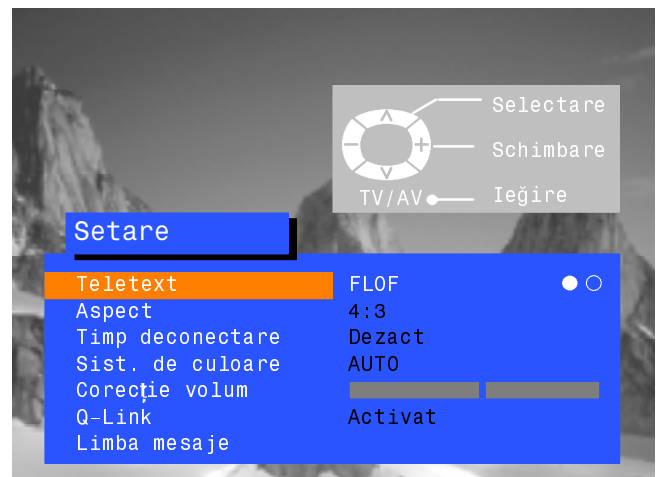 Selectare
Schimbare
TV/AV Ieğire
Setare
Teletext FLOF
Aspect 4:3
Timp deconectare Dezact
Sist. de culoare AUTO
Corecţie volum
Q-Link Activat
Limba mesaje